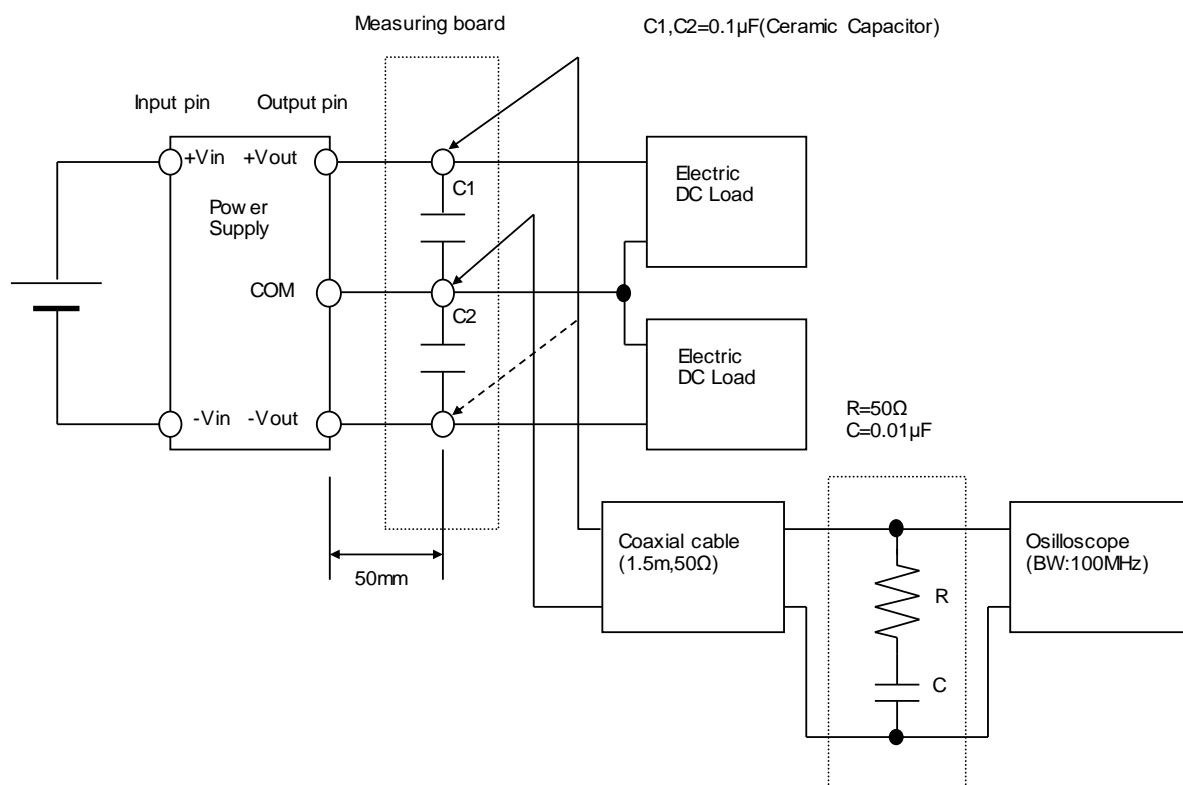 Measuring board
C1,C2=0.1µF(Ceramic Capacitor)
Input pin
Output pin
+Vin
+Vout
Power
Supply
COM
-Vin
-Vout
C1
C2
Electric
DC Load
Electric
DC Load
50mm
R=50Ω
C=0.01µF
Coaxial cable
(1.5m,50Ω)
R
C
Osilloscope
(BW:100MHz)